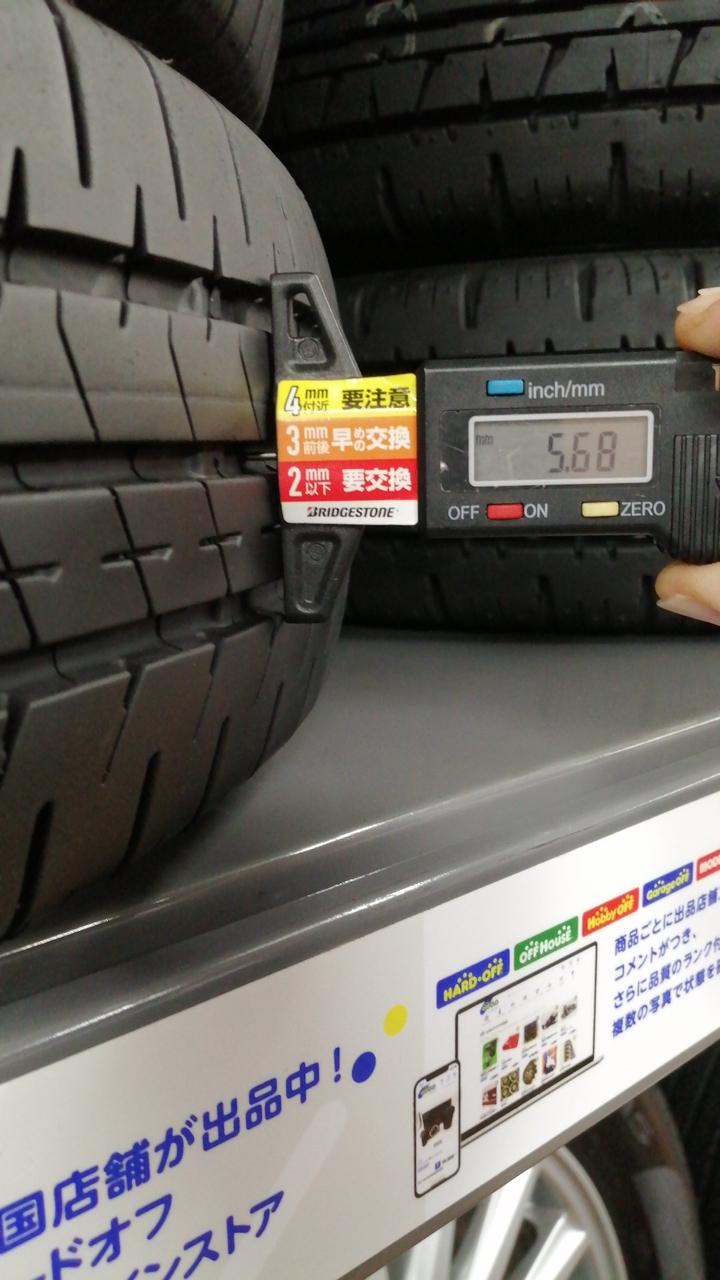 4mm付近 要注意
3mm前後 早めの交換
2mm以下 要交換
BRIDGESTONE
inch/mm
mm 5.68
OFF ON ZERO
HARD・OFF OFF HOUSE Hobby OFF Garage OFF
商品ごとに出品店舗
コメントがつき、
さらに品質のランク付
複数の写真で状態を
国店舗が出品中!
ドオフ
ンストア